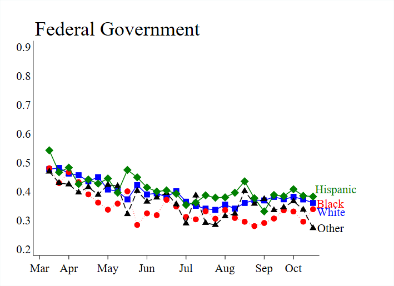 Federal Government
0.9
0.8
0.7
0.6
0.5
0.4
0.3
0.2
Hispanic
Black
White
Other
Mar Apr May Jun Jul Aug Sep Oct